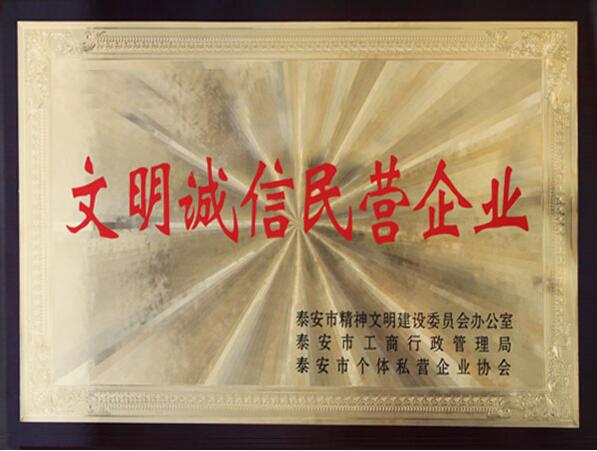 文明诚信民营企业
泰安市精神文明建设委员会办公室
泰安市工商行政管理局
泰安市个体私营企业协会